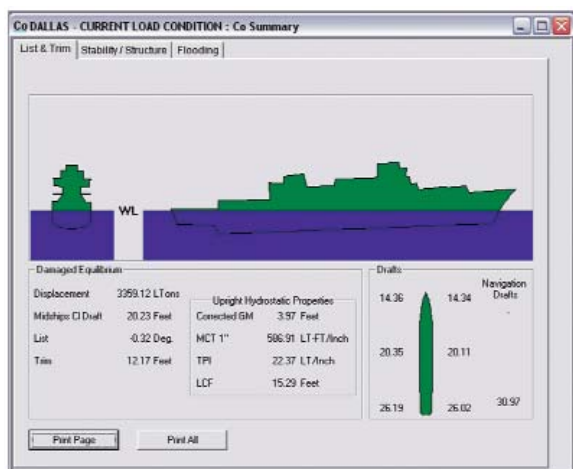 Co DALLAS - CURRENT LOAD CONDITION : Co Summary
List & Trim Stability / Structure Flooding
WL
Damaged Equilibrium
Displacement 3359.12 LTons
Midships Cl Draft 20.23 Feet
List -0.32 Deg.
Trim 12.17 Feet
Upright Hydrostatic Properties
Corrected GM 3.97 Feet
MCT 1" 586.91 LT-FT/Inch
TPI 22.37 LT/Inch
LCF 15.29 Feet
Drafts
Navigation
Drafts
14.36 14.34 -
20.35 20.11
26.19 26.02 30.97
Print Page Print All